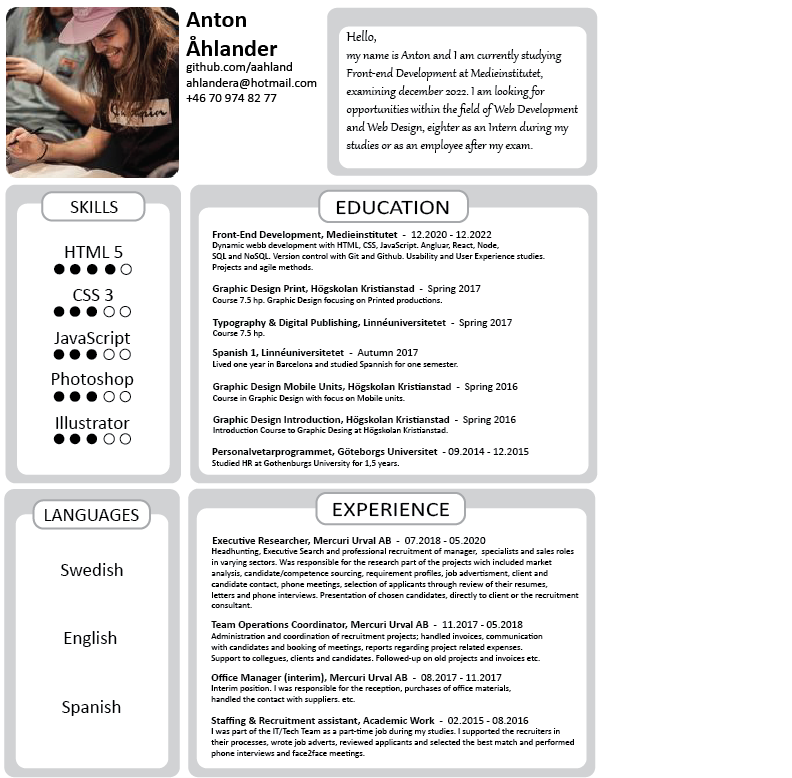 Anton
Åhlander
github.com/aahland
ahlandera@hotmail.com
+46 70 974 82 77
Hello,
my name is Anton and I am currently studying
Front-end Development at Medieinstitutet,
examining december 2022. I am looking for
opportunities within the field of Web Development
and Web Design, eighter as an Intern during my
studies or as an employee after my exam.
SKILLS
HTML 5
CSS 3
JavaScript
Photoshop
Illustrator
EDUCATION
Front-End Development, Medieinstitutet - 12.2020 - 12.2022
Dynamic webb development with HTML, CSS, JavaScript. Angluar, React, Node,
SQL and NoSQL. Version control with Git and Github. Usability and User Experience studies.
Projects and agile methods.
Graphic Design Print, Högskolan Kristianstad - Spring 2017
Course 7.5 hp. Graphic Design focusing on Printed productions.
Typography & Digital Publishing, Linnéuniversitetet - Spring 2017
Course 7.5 hp.
Spanish 1, Linnéuniversitetet - Autumn 2017
Lived one year in Barcelona and studied Spannish for one semester.
Graphic Design Mobile Units, Högskolan Kristianstad - Spring 2016
Course in Graphic Design with focus on Mobile units.
Graphic Design Introduction, Högskolan Kristianstad - Spring 2016
Introduction Course to Graphic Desing at Högskolan Kristianstad.
Personalvetarprogrammet, Göteborgs Universitet - 09.2014 - 12.2015
Studied HR at Gothenburgs University for 1,5 years.
LANGUAGES
Swedish
English
Spanish
EXPERIENCE
Executive Researcher, Mercuri Urval AB - 07.2018 - 05.2020
Headhunting, Executive Search and professional recruitment of manager, specialists and sales roles
in varying sectors. Was responsible for the research part of the projects wich included market
analysis, candidate/competence sourcing, requirement profiles, job advertisment, client and
candidate contact, phone meetings, selection of applicants through review of their resumes,
letters and phone interviews. Presentation of chosen candidates, directly to client or the recruitment
consultant.
Team Operations Coordinator, Mercuri Urval AB - 11.2017 - 05.2018
Administration and coordination of recruitment projects; handled invoices, communication
with candidates and booking of meetings, reports regarding project related expenses.
Support to collegues, clients and candidates. Followed-up on old projects and invoices etc.
Office Manager (interim), Mercuri Urval AB - 08.2017 - 11.2017
Interim position. I was responsible for the reception, purchases of office materials,
handled the contact with suppliers. etc.
Staffing & Recruitment assistant, Academic Work - 02.2015 - 08.2016
I was part of the IT/Tech Team as a part-time job during my studies. I supported the recruiters in
their processes, wrote job adverts, reviewed applicants and selected the best match and performed
phone interviews and face2face meetings.